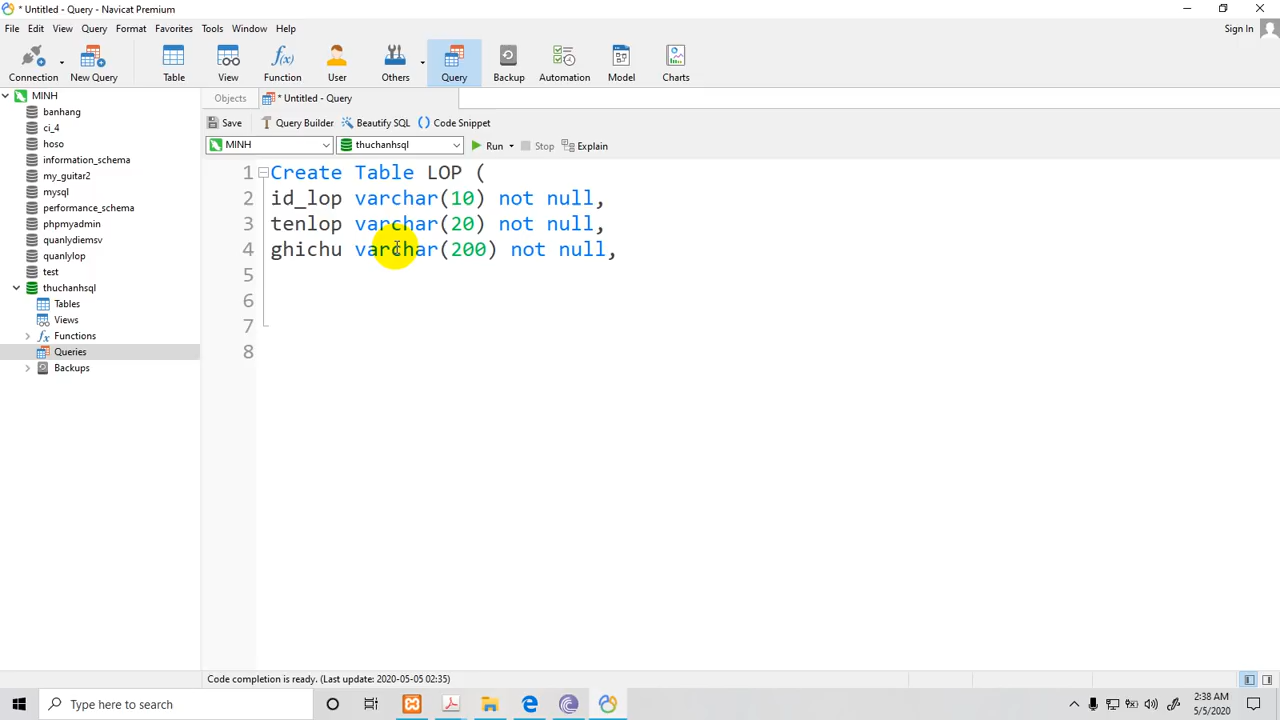 * Untitled - Query - Navicat Premium
File Edit View Query Format Favorites Tools Window Help
Sign In
Connection New Query Table View Function User Others Query Backup Automation Model Charts
MINH
banhang
ci_4
hoso
information_schema
my_guitar2
mysql
performance_schema
phpmyadmin
quanlydiemsv
quanlylop
test
thuchanhsql
Tables
Views
Functions
Queries
Backups
Objects * Untitled - Query
Save Query Builder Beautify SQL () Code Snippet
MINH thuchanhsql Run Stop Explain
1 Create Table LOP (
2 id_lop varchar(10) not null,
3 tenlop varchar(20) not null,
4 ghichu varchar(200) not null,
5
6
7
8
Code completion is ready. (Last update: 2020-05-05 02:35)
Type here to search
2:38 AM
5/5/2020